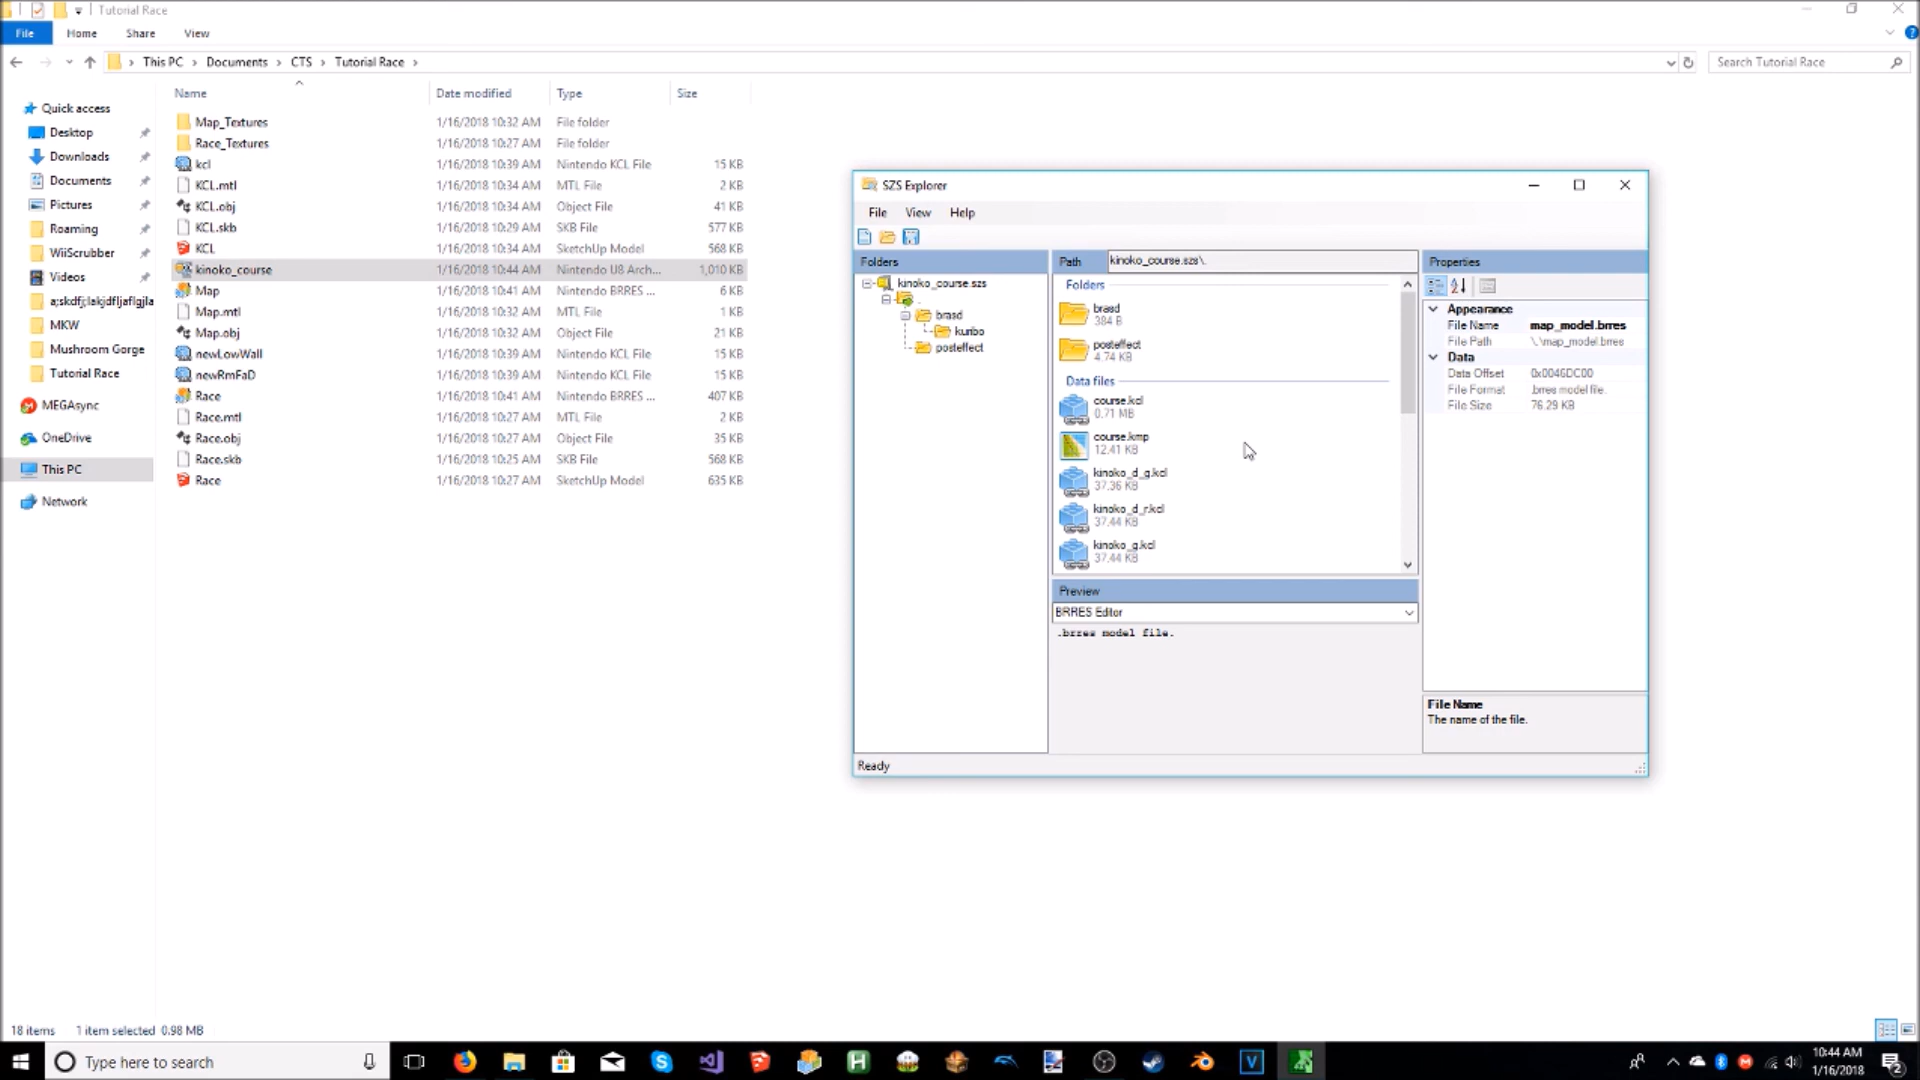 Tutorial Race
File Home Share View
This PC › Documents › CTS › Tutorial Race ›
Search Tutorial Race
Name Date modified Type Size
Quick access
Desktop
Downloads
Documents
Pictures
Roaming
WiiScrubber
Videos
a;skdfj;lakjdfljaflgjla
MKW
Mushroom Gorge
Tutorial Race
MEGAsync
OneDrive
This PC
Network
Map_Textures 1/16/2018 10:32 AM File folder
Race_Textures 1/16/2018 10:27 AM File folder
kcl 1/16/2018 10:39 AM Nintendo KCL File 15 KB
KCL.mtl 1/16/2018 10:34 AM MTL File 2 KB
KCL.obj 1/16/2018 10:34 AM Object File 41 KB
KCL.skb 1/16/2018 10:29 AM SKB File 577 KB
KCL 1/16/2018 10:34 AM SketchUp Model 568 KB
kinoko_course 1/16/2018 10:44 AM Nintendo U8 Arch... 1,010 KB
Map 1/16/2018 10:41 AM Nintendo BRRES ... 6 KB
Map.mtl 1/16/2018 10:32 AM MTL File 1 KB
Map.obj 1/16/2018 10:32 AM Object File 21 KB
newLowWall 1/16/2018 10:39 AM Nintendo KCL File 15 KB
newRmFaD 1/16/2018 10:39 AM Nintendo KCL File 15 KB
Race 1/16/2018 10:41 AM Nintendo BRRES ... 407 KB
Race.mtl 1/16/2018 10:27 AM MTL File 2 KB
Race.obj 1/16/2018 10:27 AM Object File 35 KB
Race.skb 1/16/2018 10:25 AM SKB File 568 KB
Race 1/16/2018 10:27 AM SketchUp Model 635 KB
SZS Explorer
File View Help
Folders
kinoko_course.szs
.
brasd
kuribo
posteffect
Path kinoko_course.szs\.
Folders
brasd
384 B
posteffect
4.74 KB
Data files
course.kcl
0.71 MB
course.kmp
12.41 KB
kinoko_d_g.kcl
37.36 KB
kinoko_d_r.kcl
37.44 KB
kinoko_g.kcl
37.44 KB
Preview
BRRES Editor
.brres model file.
Properties
Appearance
File Name map_model.brres
File Path \.\map_model.brres
Data
Data Offset 0x0046DC00
File Format .brres model file.
File Size 76.29 KB
File Name
The name of the file.
Ready
18 items 1 item selected 0.98 MB
Type here to search
10:44 AM
1/16/2018
2